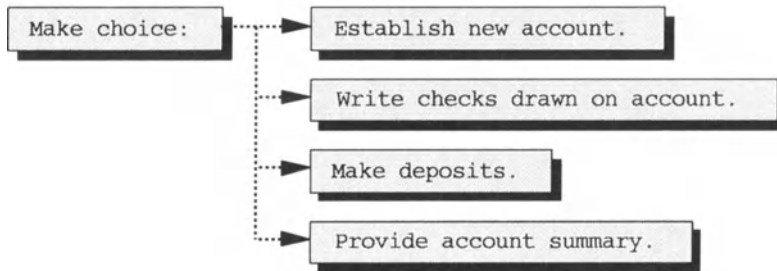 Make choice:
Establish new account.
Write checks drawn on account.
Make deposits.
Provide account summary.